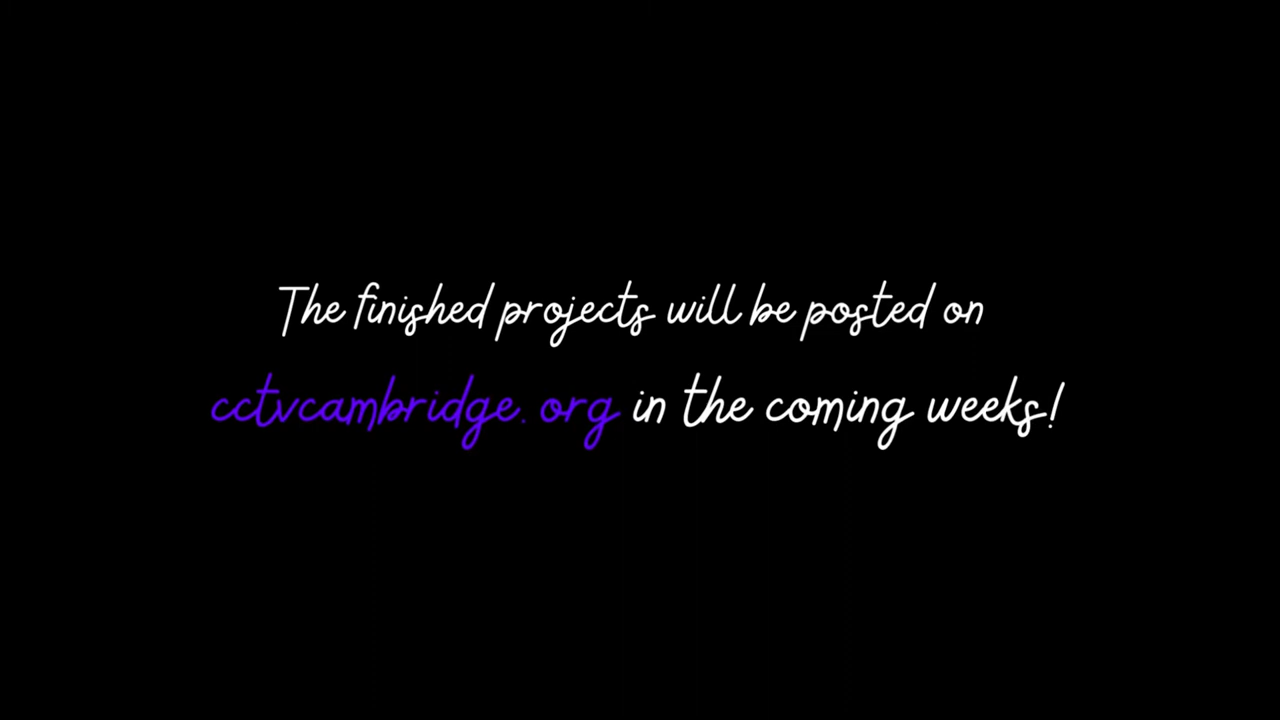 The finished projects will be posted on
cctvcambridge.org in the coming weeks!